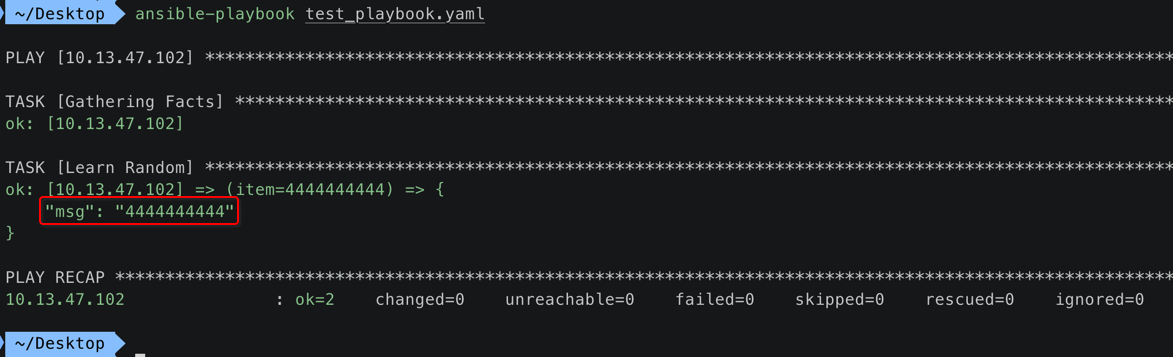 ~/Desktop ansible-playbook test_playbook.yaml
PLAY [10.13.47.102] *************************************************************************************************
TASK [Gathering Facts] **********************************************************************************************
ok: [10.13.47.102]
TASK [Learn Random] *************************************************************************************************
ok: [10.13.47.102] => (item=4444444444) => {
"msg": "4444444444"
}
PLAY RECAP **********************************************************************************************************
10.13.47.102 : ok=2 changed=0 unreachable=0 failed=0 skipped=0 rescued=0 ignored=0
~/Desktop